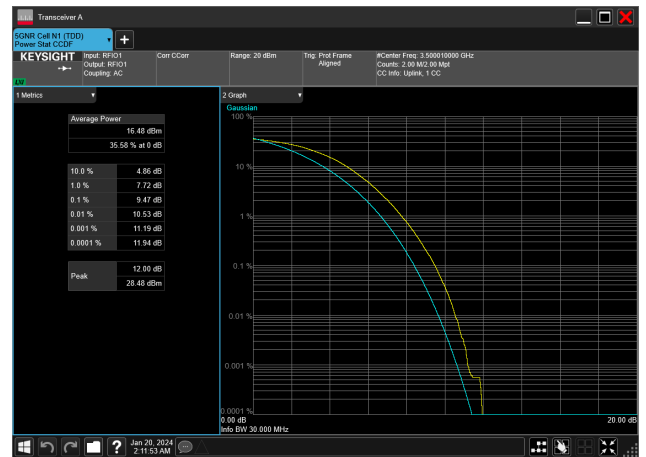 Transceiver A
5GNR Cell N1 (TDD)
Power Stat CCDF
KEYSIGHT
Input: RFIO1
Output: RFIO1
Coupling: AC
Corr CCorr
Range: 20 dBm
Trig: Prot Frame
Aligned
#Center Freq: 3.500010000 GHz
Counts: 2.00 M/2.00 Mpt
CC Info: Uplink, 1 CC
1 Metrics
Average Power
16.48 dBm
35.58 % at 0 dB
10.0 % 4.86 dB
1.0 % 7.72 dB
0.1 % 9.47 dB
0.01 % 10.53 dB
0.001 % 11.19 dB
0.0001 % 11.94 dB
Peak
12.00 dB
28.48 dBm
2 Graph
Gaussian
100 %
10 %
1 %
0.1 %
0.01 %
0.001 %
0.0001 %
0.00 dB
20.00 dB
Info BW 30.000 MHz
Jan 20, 2024
2:11:53 AM